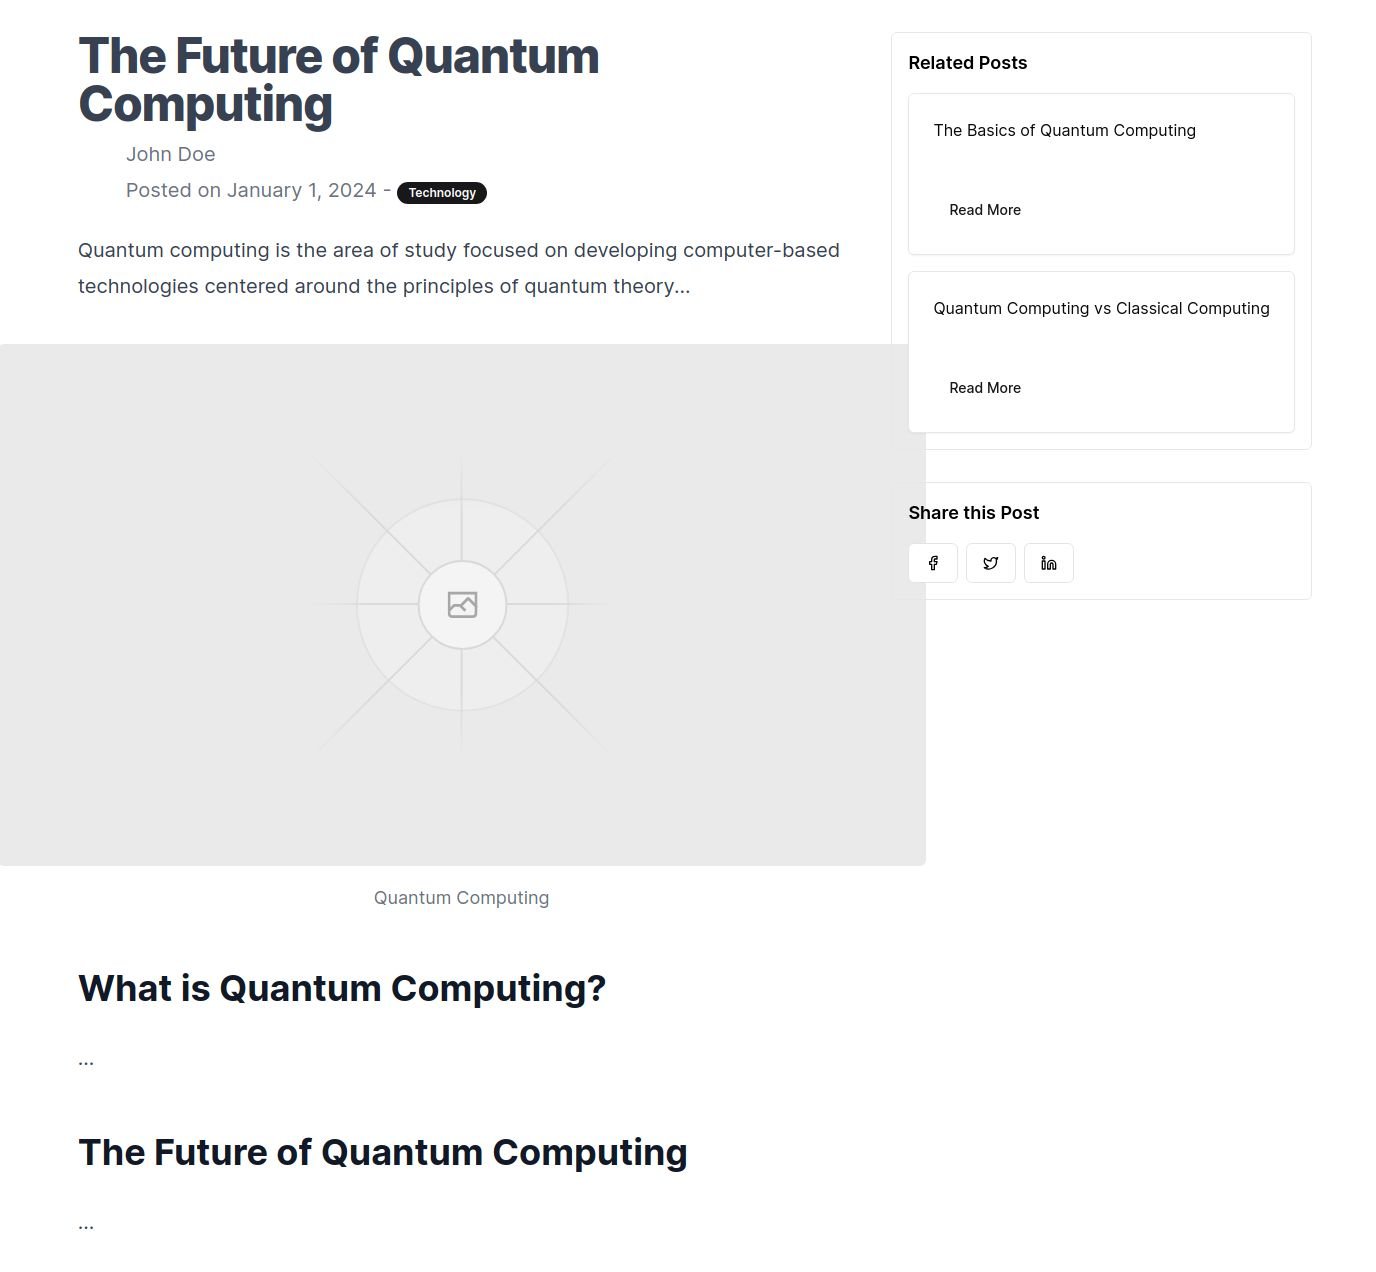 The Future of Quantum
Computing
John Doe
Posted on January 1, 2024 - Technology
Quantum computing is the area of study focused on developing computer-based
technologies centered around the principles of quantum theory...
Quantum Computing
What is Quantum Computing?
...
The Future of Quantum Computing
...
Related Posts
The Basics of Quantum Computing
Read More
Quantum Computing vs Classical Computing
Read More
Share this Post